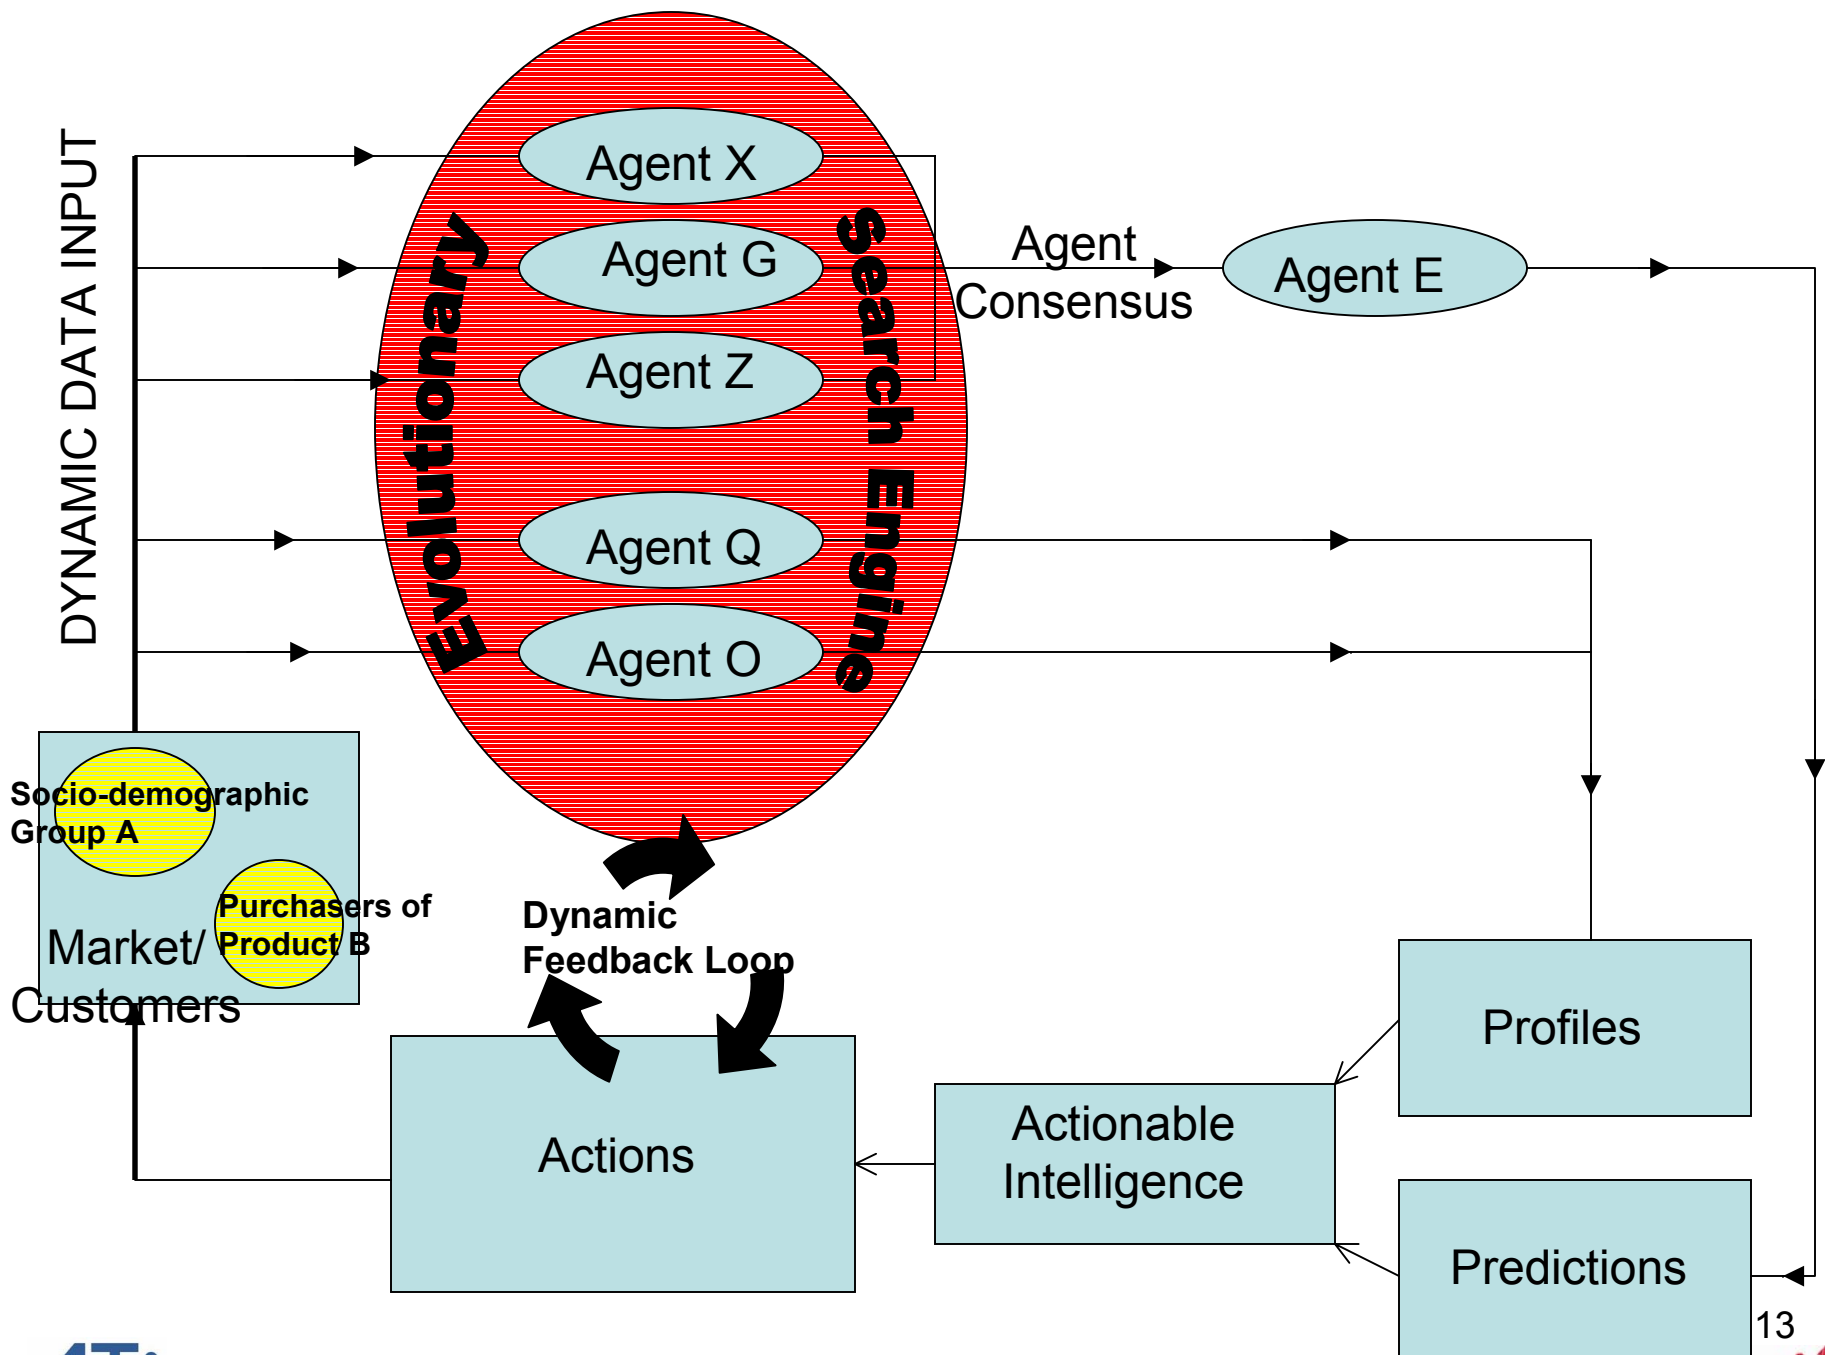 DYNAMIC DATA INPUT
Evolutionary
Search Engine
Agent X
Agent G
Agent Z
Agent Q
Agent O
Agent
Consensus
Agent E
Socio-demographic
Group A
Purchasers of
Product B
Market/
Customers
Dynamic
Feedback Loop
Actions
Actionable
Intelligence
Profiles
Predictions
13